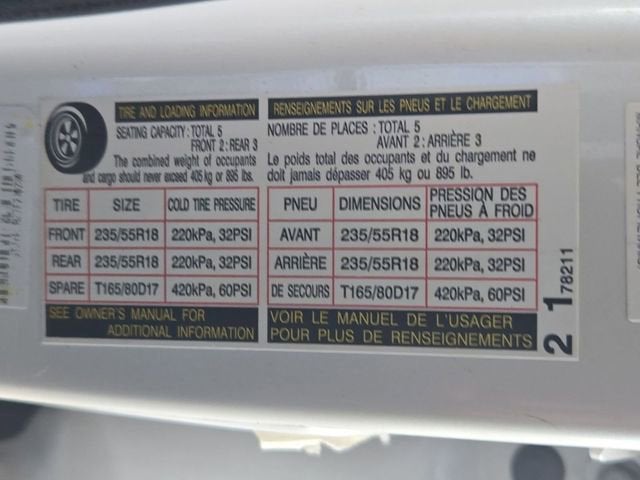 TIRE AND LOADING INFORMATION
SEATING CAPACITY : TOTAL 5
FRONT 2 : REAR 3
The combined weight of occupants
and cargo should never exceed 405 kg or 895 lbs.
TIRE SIZE COLD TIRE PRESSURE
FRONT 235/55R18 220kPa, 32PSI
REAR 235/55R18 220kPa, 32PSI
SPARE T165/80D17 420kPa, 60PSI
SEE OWNER'S MANUAL FOR
ADDITIONAL INFORMATION
RENSEIGNEMENTS SUR LES PNEUS ET LE CHARGEMENT
NOMBRE DE PLACES : TOTAL 5
AVANT 2 : ARRIÈRE 3
Le poids total des occupants et du chargement ne
doit jamais dépasser 405 kg ou 895 lb.
PNEU DIMENSIONS PRESSION DES
PNEUS À FROID
AVANT 235/55R18 220kPa, 32PSI
ARRIÈRE 235/55R18 220kPa, 32PSI
DE SECOURS T165/80D17 420kPa, 60PSI
VOIR LE MANUEL DE L'USAGER
POUR PLUS DE RENSEIGNEMENTS
2 1
78211